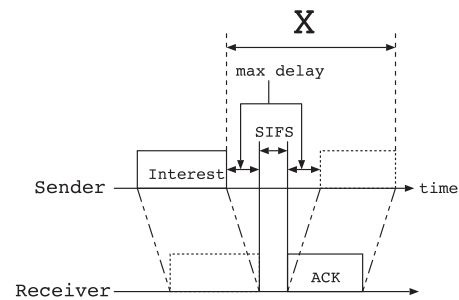 X
max delay
SIFS
Interest
Sender
time
ACK
Receiver